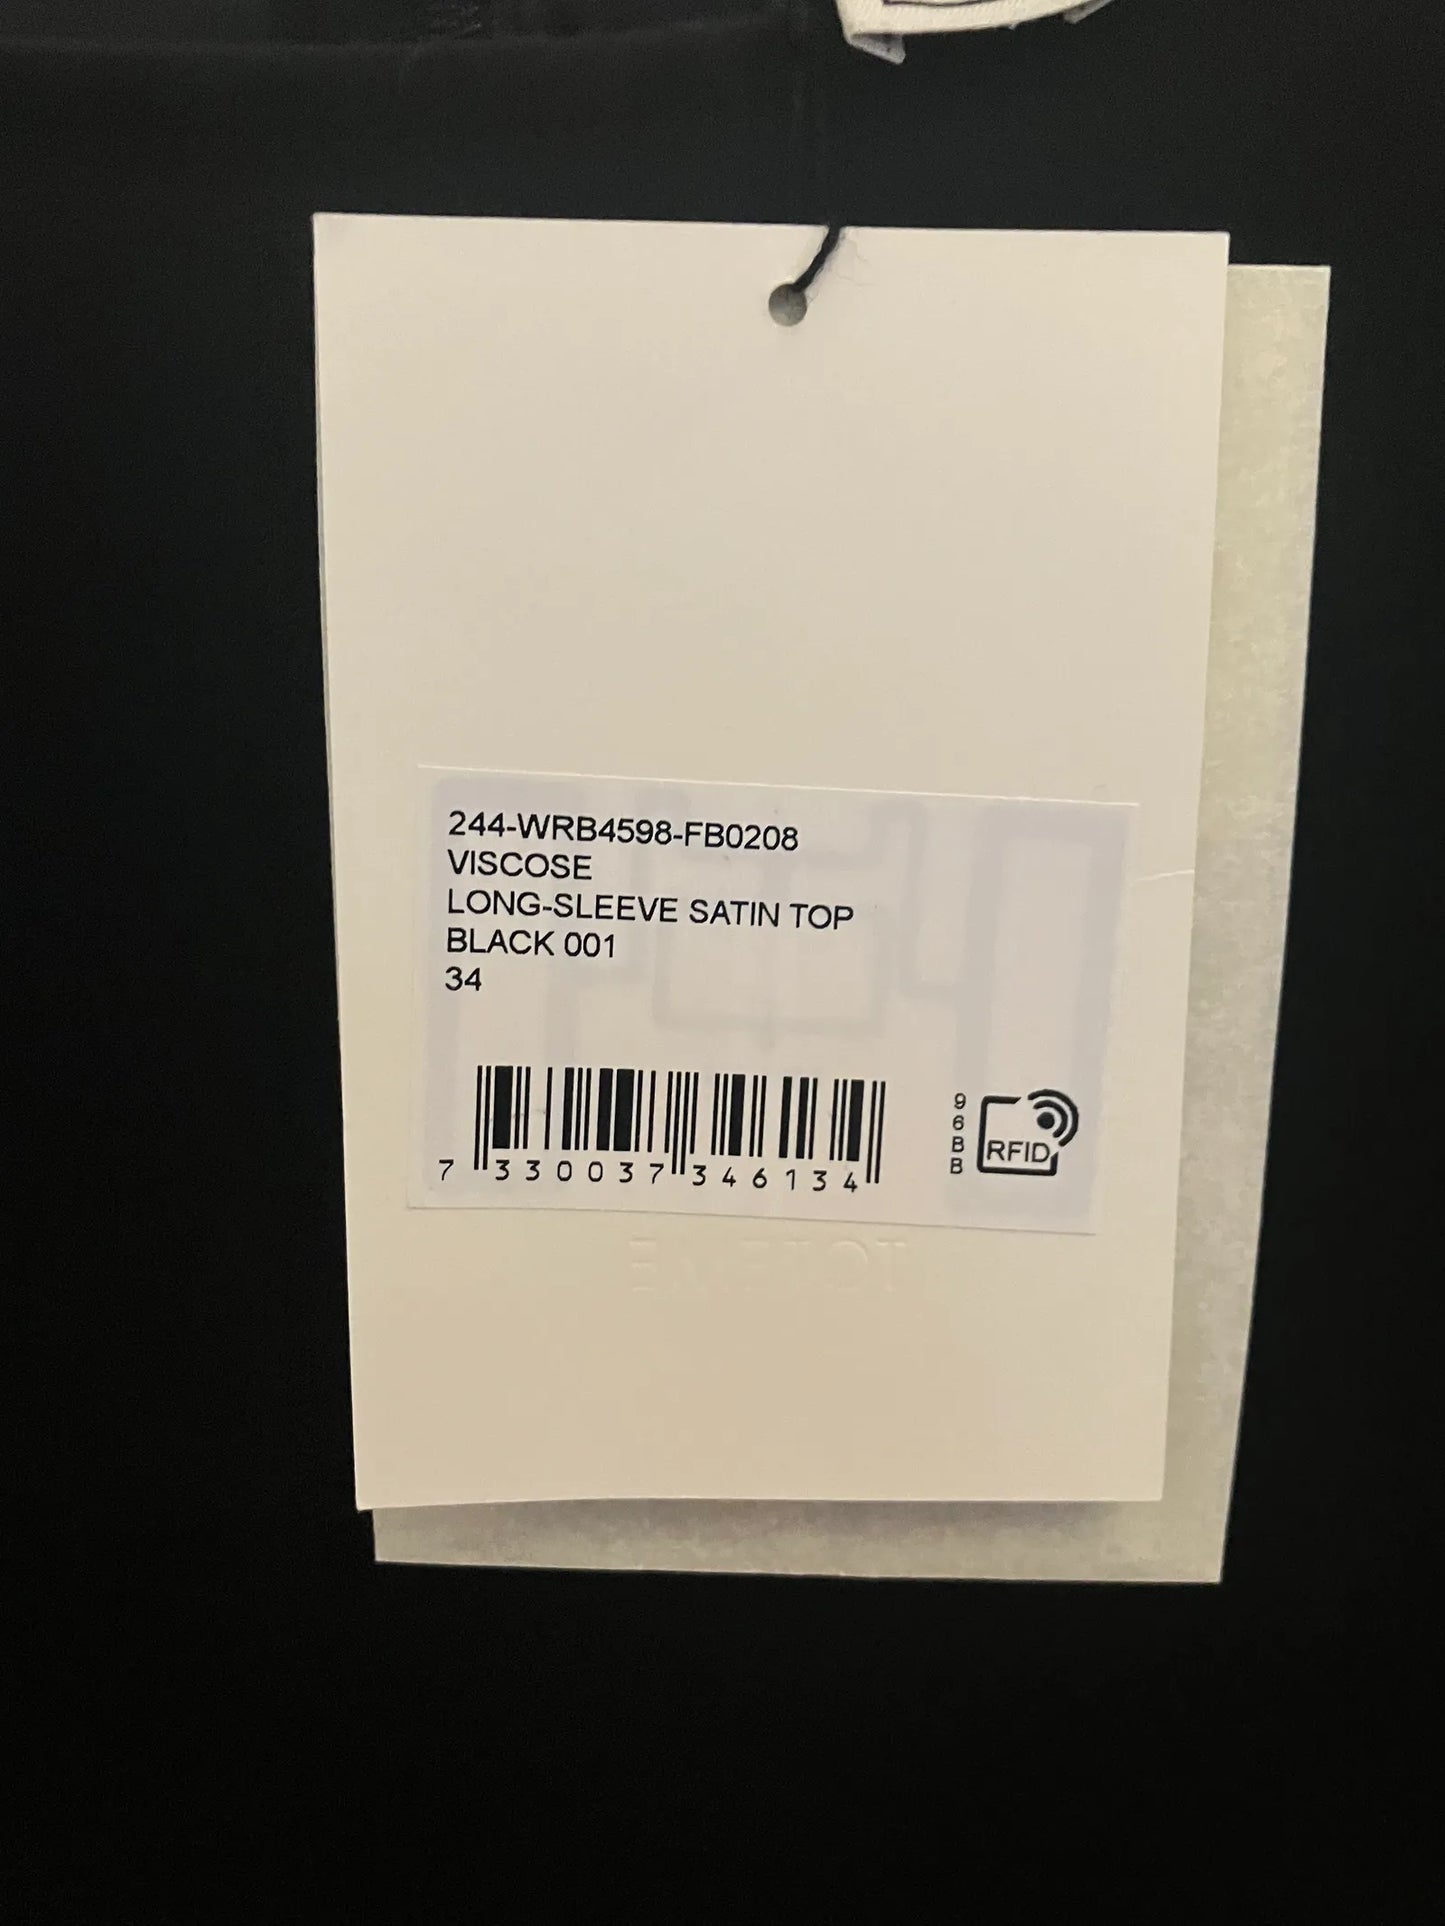 244-WRB4598-FB0208
VISCOSE
LONG-SLEEVE SATIN TOP
BLACK 001
34
7 330037 346134
96BB
RFID